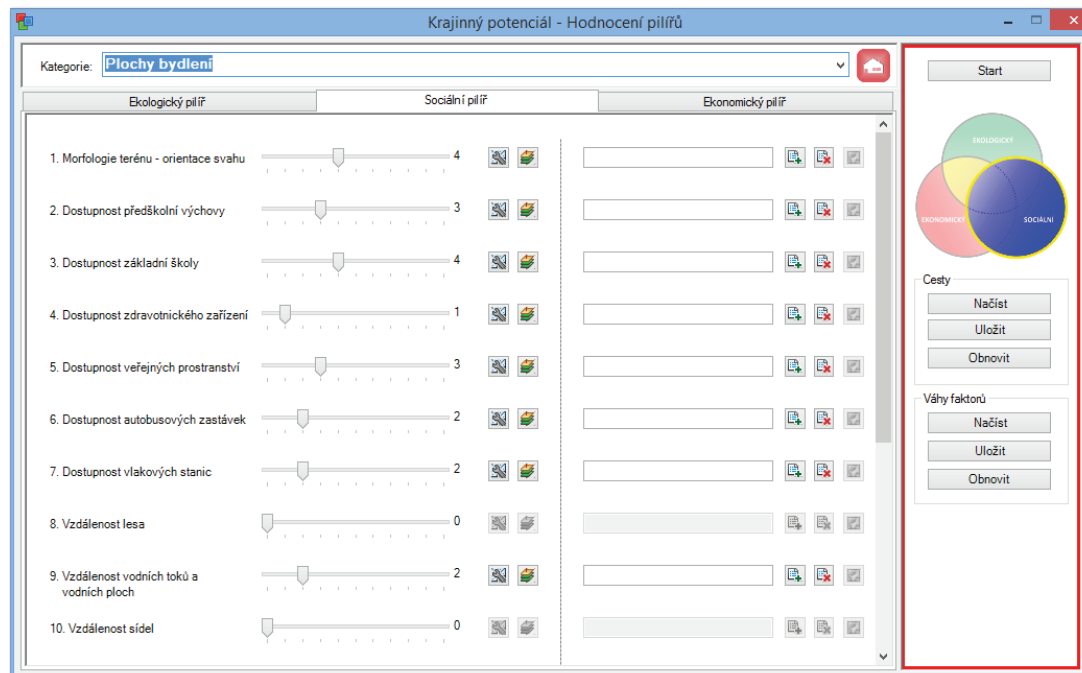 Krajinný potenciál - Hodnocení pilířů
Kategorie: Plochy bydlení
Ekologický pilíř Sociální pilíř Ekonomický pilíř
1. Morfologie terénu - orientace svahu 4
2. Dostupnost předškolní výchovy 3
3. Dostupnost základní školy 4
4. Dostupnost zdravotnického zařízení 1
5. Dostupnost veřejných prostranství 3
6. Dostupnost autobusových zastávek 2
7. Dostupnost vlakových stanic 2
8. Vzdálenost lesa 0
9. Vzdálenost vodních toků a
vodních ploch 2
10. Vzdálenost sídel 0
Start
EKOLOGICKÝ
EKONOMICKÝ SOCIÁLNÍ
Cesty
Načíst
Uložit
Obnovit
Váhy faktorů
Načíst
Uložit
Obnovit